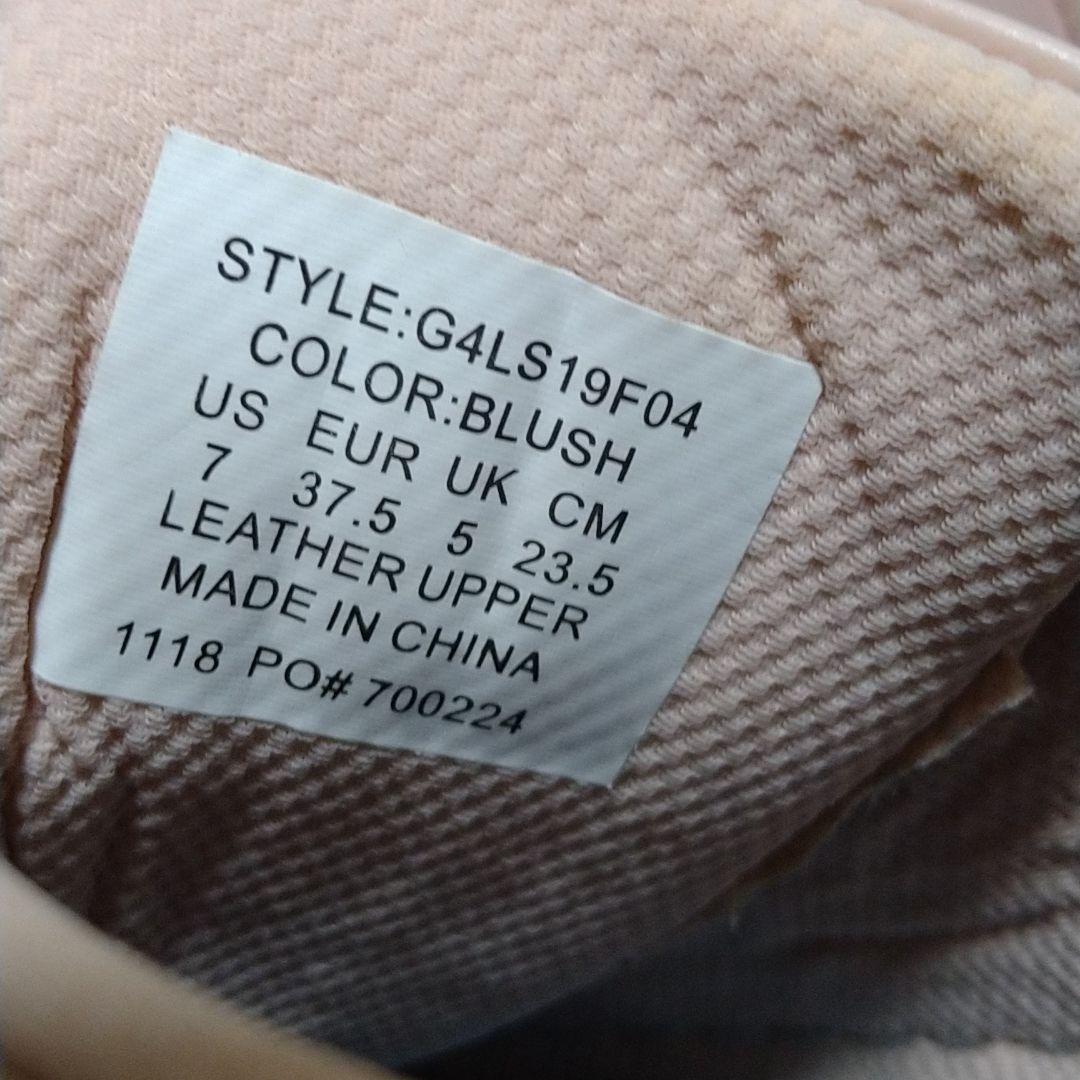 STYLE:G4LS19F04
COLOR:BLUSH
US EUR UK CM
7 37.5 5 23.5
LEATHER UPPER
MADE IN CHINA
1118 PO# 700224